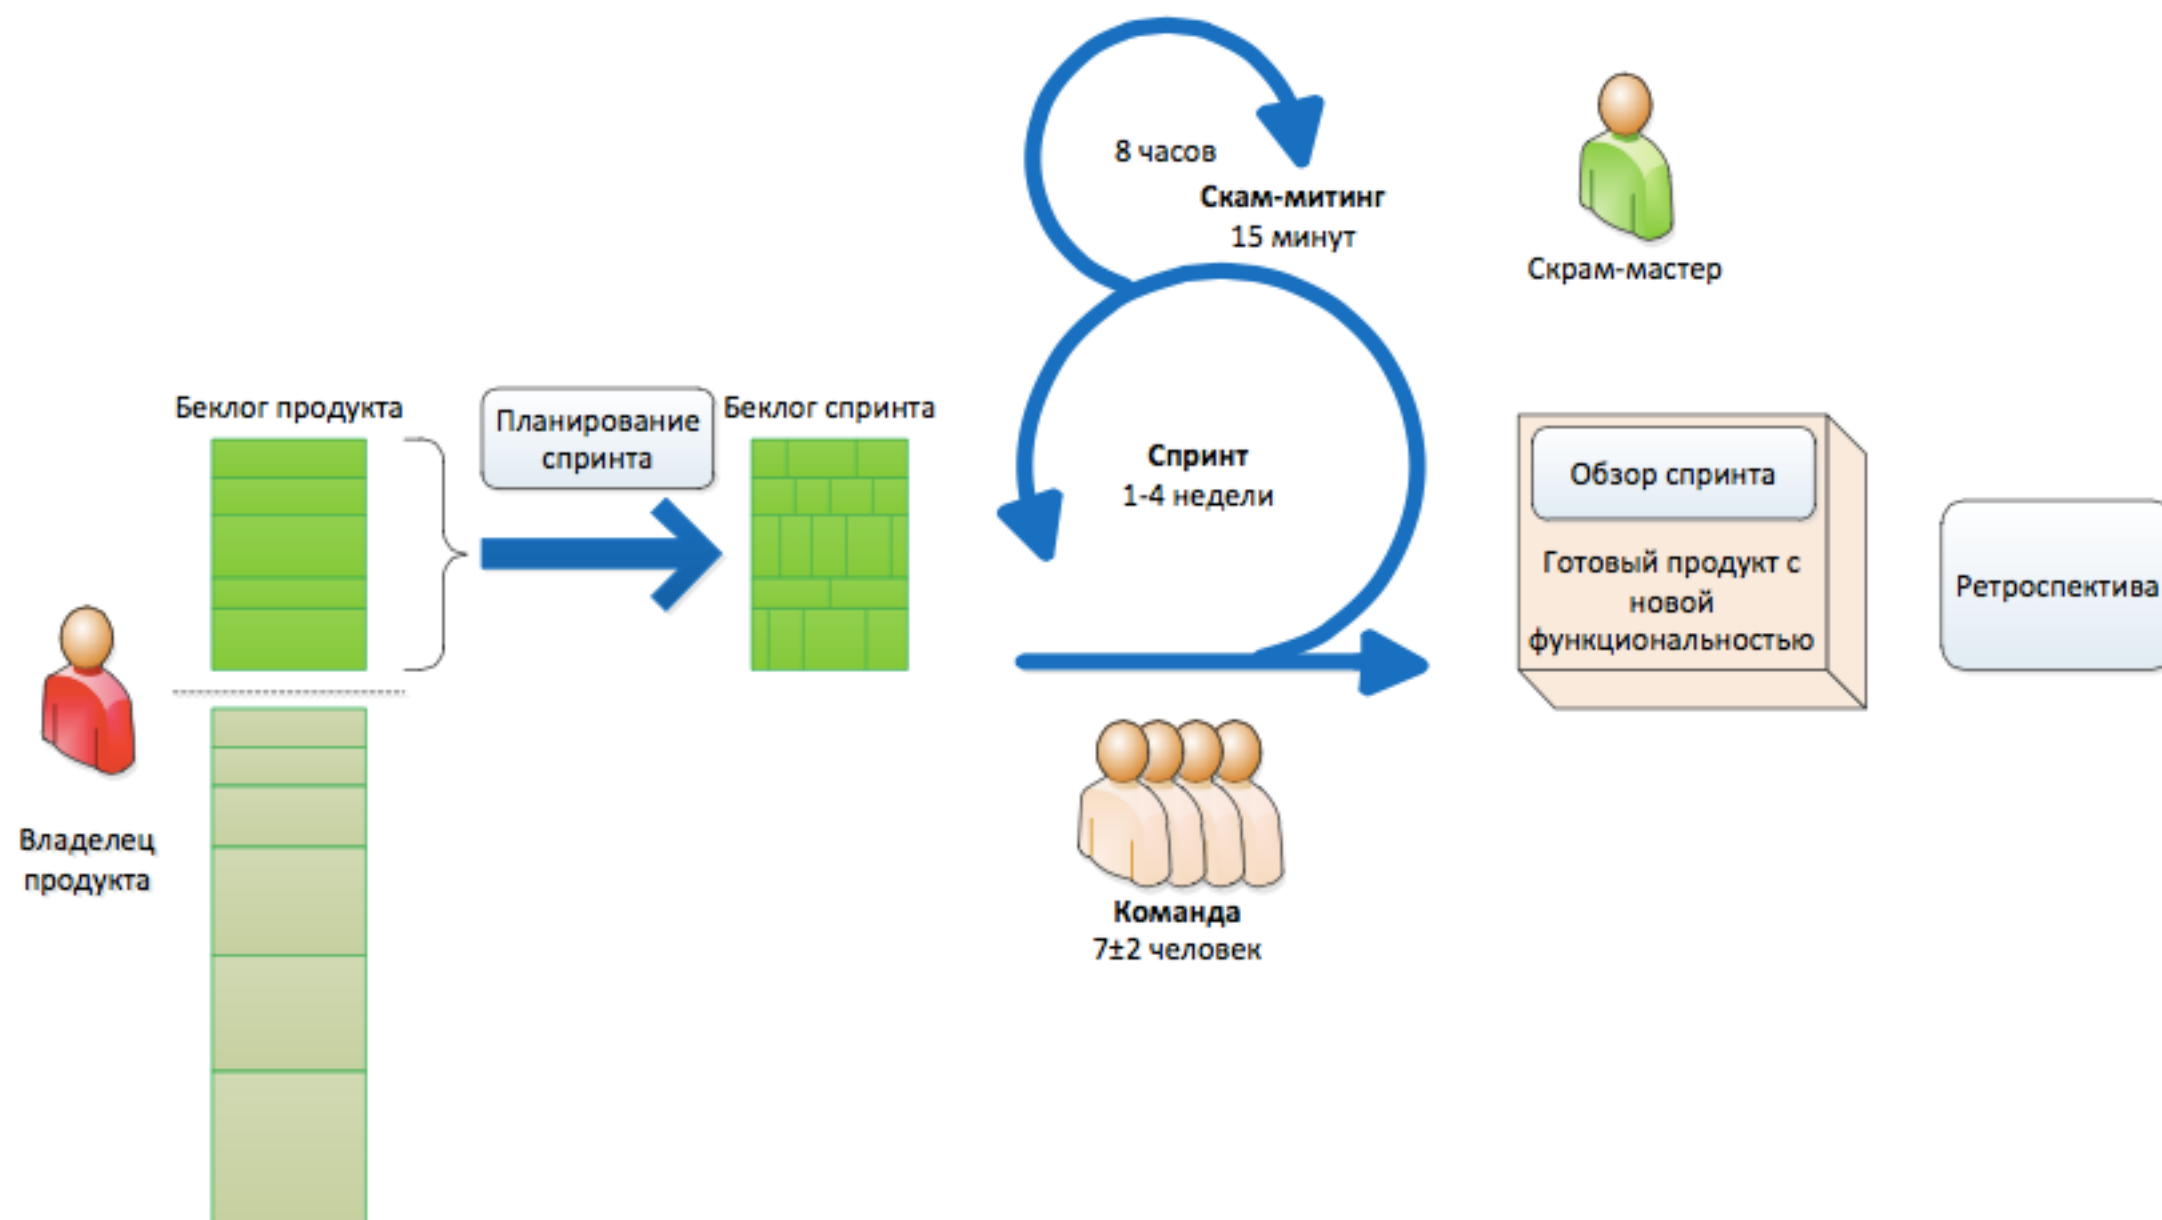 8 часов
Скам-митинг
15 минут
Скрам-мастер
Беклог продукта
Планирование
спринта
Беклог спринта
Спринт
1-4 недели
Обзор спринта
Готовый продукт с
новой
функциональностью
Ретроспектива
Владелец
продукта
Команда
7±2 человек